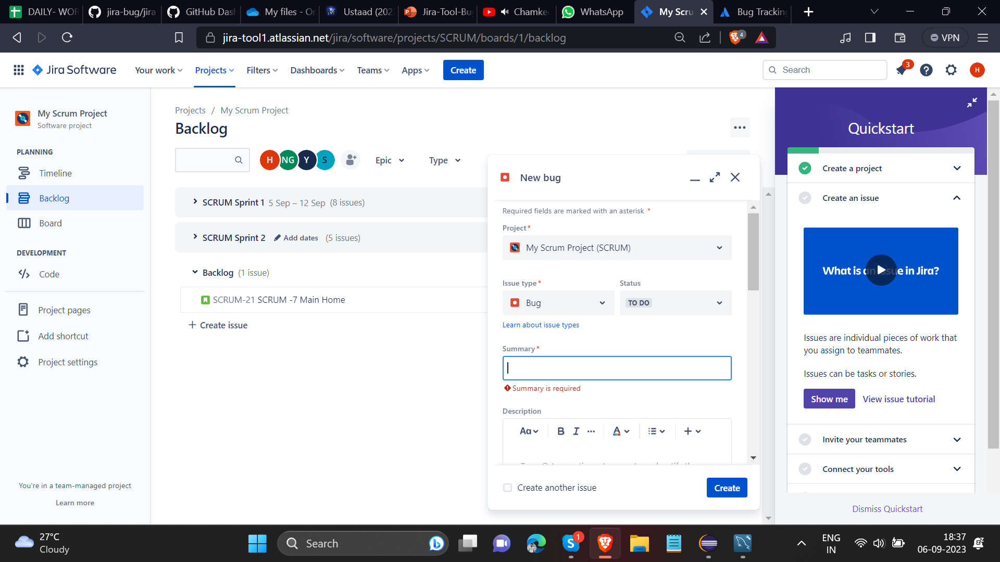 DAILY- WOR
jira-bug/jira
GitHub Dash
My files - On
Ustaad (202
Jira-Tool-Bu
Chamke
WhatsApp
My Scru
Bug Tracking
jira-tool1.atlassian.net/jira/software/projects/SCRUM/boards/1/backlog
4
VPN
Jira Software
Your work
Projects
Filters
Dashboards
Teams
Apps
Create
Search
3
H
My Scrum Project
Software project
PLANNING
Timeline
Backlog
Board
DEVELOPMENT
Code
Project pages
Add shortcut
Project settings
You're in a team-managed project
Learn more
Projects / My Scrum Project
Backlog
H NG Y S
Epic
Type
SCRUM Sprint 1 5 Sep – 12 Sep (8 issues)
SCRUM Sprint 2 Add dates (5 issues)
Backlog (1 issue)
SCRUM-21 SCRUM -7 Main Home
+ Create issue
New bug
Required fields are marked with an asterisk *
Project *
My Scrum Project (SCRUM)
Issue type * Status
Bug TO DO
Learn about issue types
Summary *
Summary is required
Description
Aa B I ••• A
Create another issue
Create
Quickstart
Create a project
Create an issue
What is an issue in Jira?
Issues are individual pieces of work that
you assign to teammates.
Issues can be tasks or stories.
Show me View issue tutorial
Invite your teammates
Connect your tools
Dismiss Quickstart
27°C
Cloudy
Search
1
ENG
IN
18:37
06-09-2023